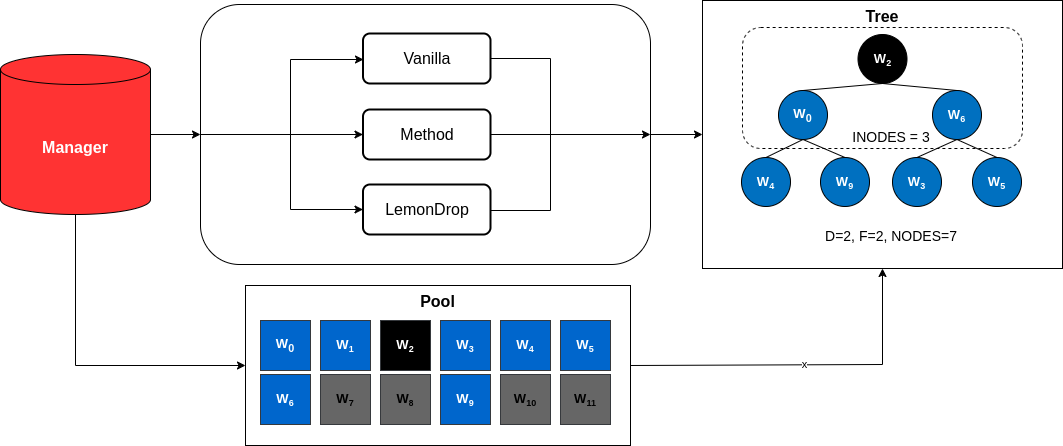 Manager
Vanilla
Method
LemonDrop
Tree
W2
W0
W6
INODES = 3
W4
W9
W3
W5
D=2, F=2, NODES=7
Pool
W0 W1 W2 W3 W4 W5
W6 W7 W8 W9 W10 W11
x